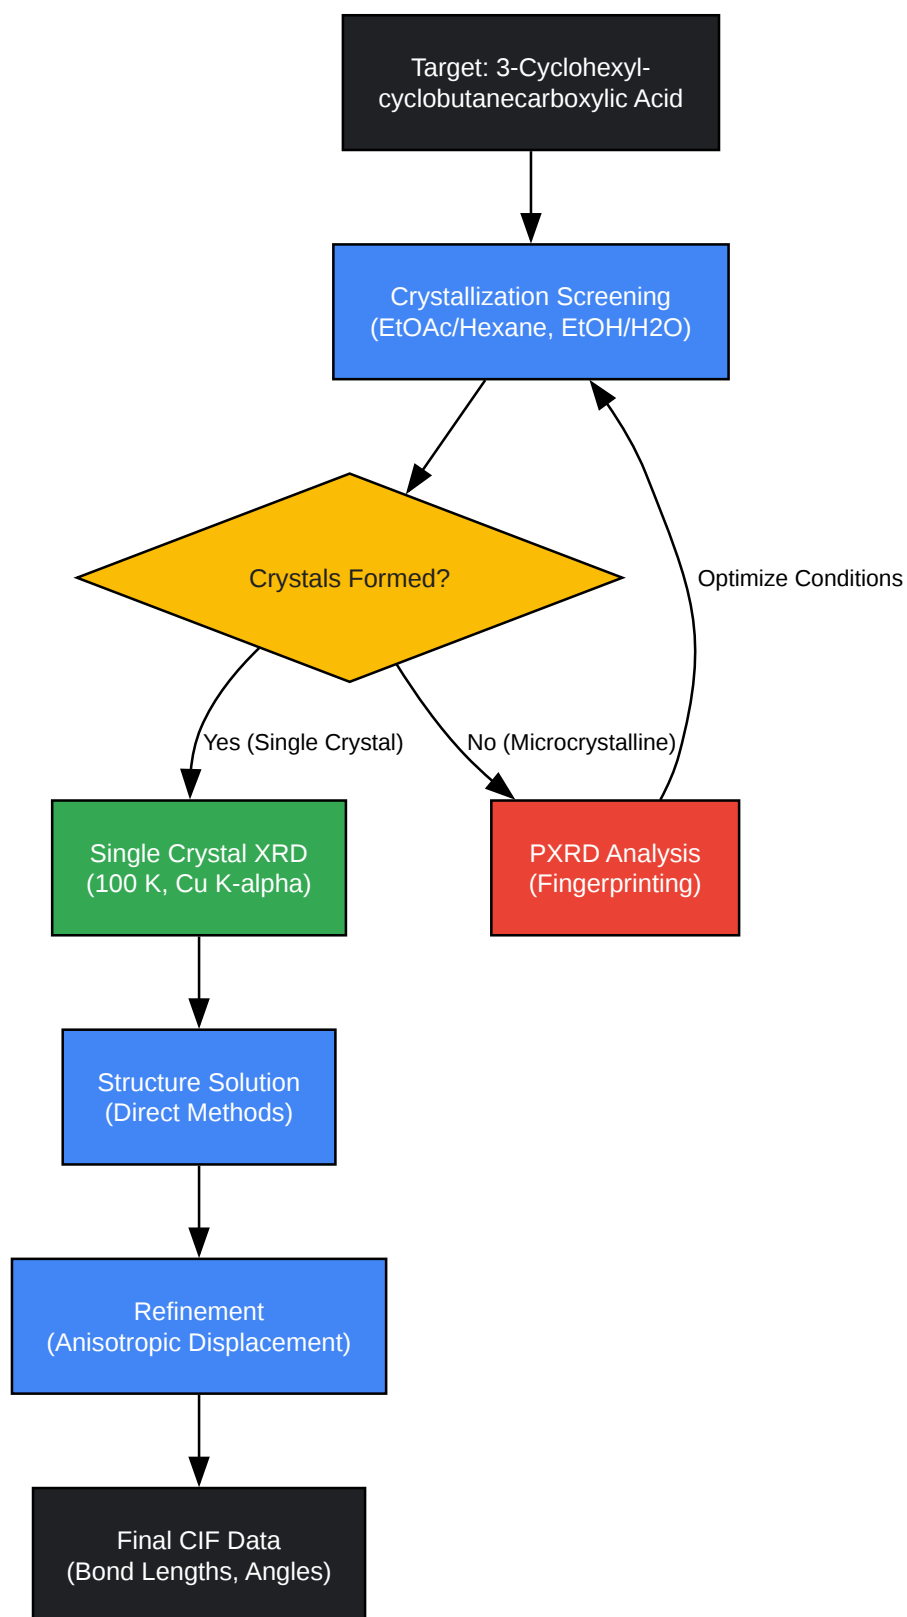 Target: 3-Cyclohexyl-
cyclobutanecarboxylic Acid
Crystallization Screening
(EtOAc/Hexane, EtOH/H2O)
Crystals Formed?
Optimize Conditions
Yes (Single Crystal)
No (Microcrystalline)
Single Crystal XRD
(100 K, Cu K-alpha)
PXRD Analysis
(Fingerprinting)
Structure Solution
(Direct Methods)
Refinement
(Anisotropic Displacement)
Final CIF Data
(Bond Lengths, Angles)